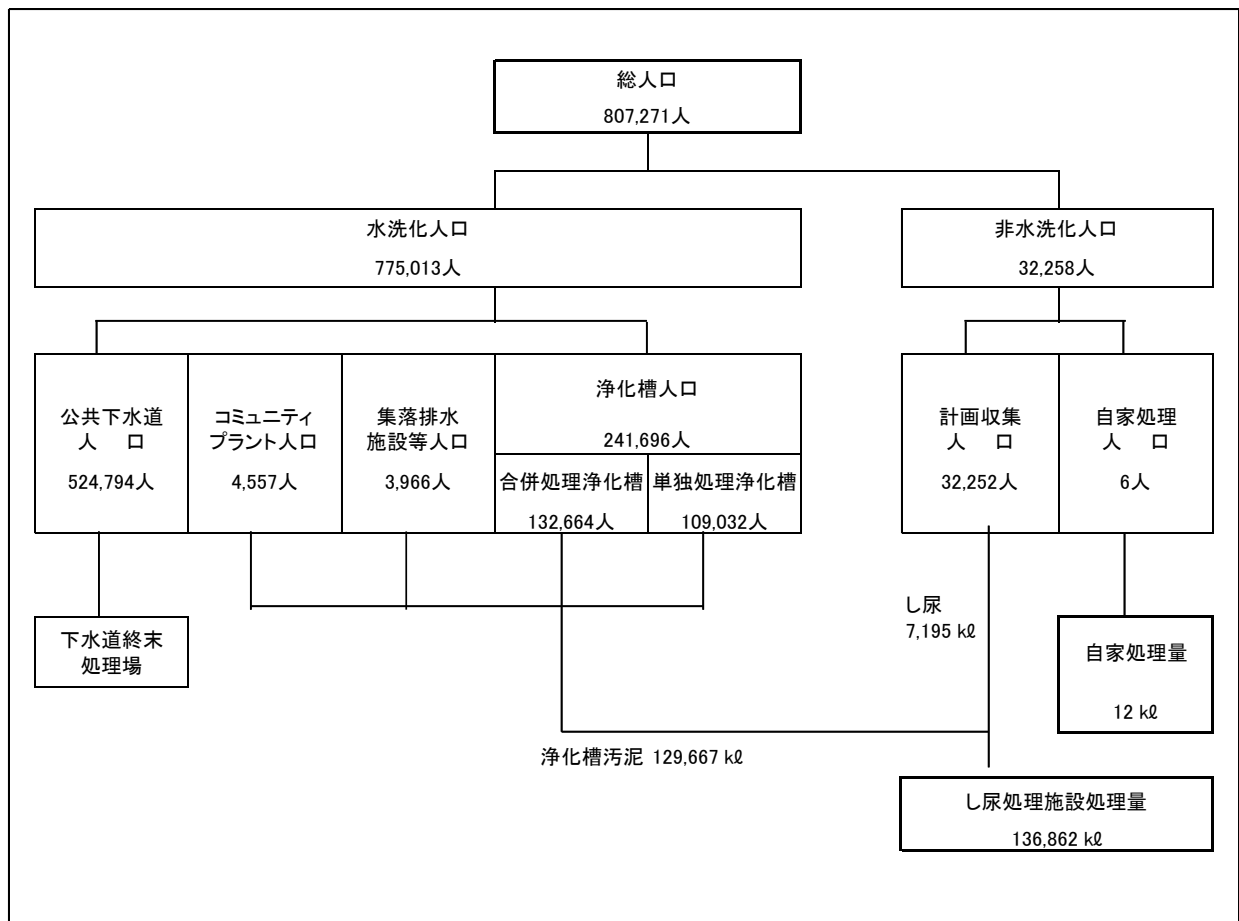 総人口
807,271人
水洗化人口
775,013人
非水洗化人口
32,258人
公共下水道
人　口
524,794人
コミュニティ
プラント人口
4,557人
集落排水
施設等人口
3,966人
浄化槽人口
241,696人
合併処理浄化槽
132,664人
単独処理浄化槽
109,032人
計画収集
人　口
32,252人
自家処理
人　口
6人
下水道終末
処理場
し尿
7,195 kℓ
自家処理量
12 kℓ
浄化槽汚泥 129,667 kℓ
し尿処理施設処理量
136,862 kℓ